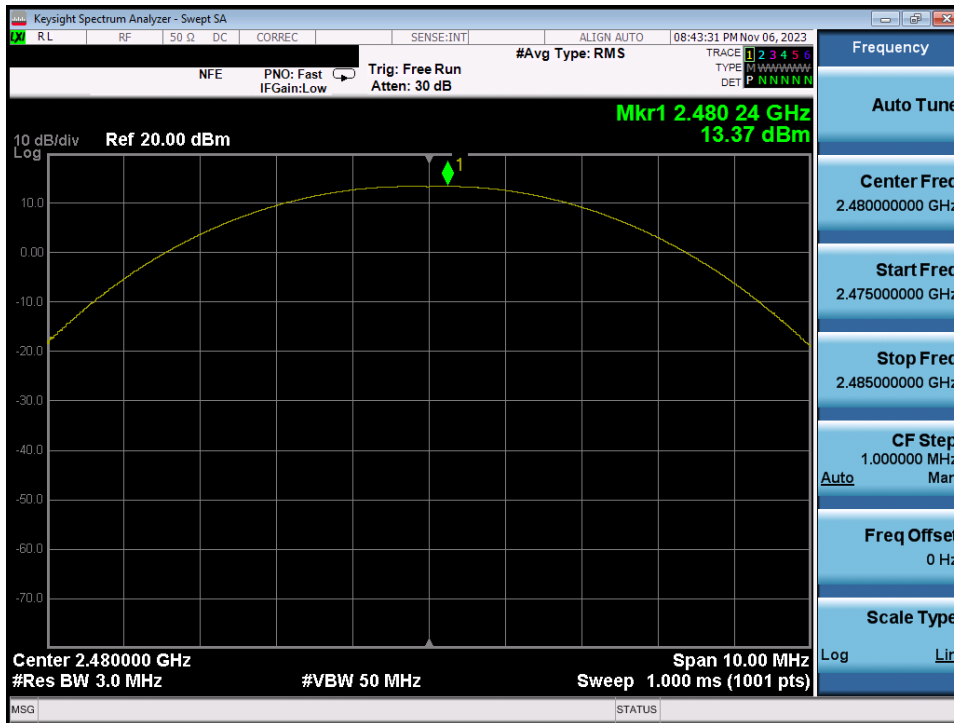 Keysight Spectrum Analyzer - Swept SA
LXI RL RF 50 Ω DC CORREC SENSE:INT ALIGN AUTO 08:43:31 PM Nov 06, 2023
NFE PNO: Fast Trig: Free Run #Avg Type: RMS TRACE 1 2 3 4 5 6
IFGain:Low Atten: 30 dB TYPE M W W W W W
DET P N N N N N
Mkr1 2.480 24 GHz
13.37 dBm
10 dB/div Ref 20.00 dBm
Log
1
10.0
0.00
-10.0
-20.0
-30.0
-40.0
-50.0
-60.0
-70.0
Center 2.480000 GHz Span 10.00 MHz
#Res BW 3.0 MHz #VBW 50 MHz Sweep 1.000 ms (1001 pts)
MSG STATUS
Frequency
Auto Tune
Center Freq
2.480000000 GHz
Start Freq
2.475000000 GHz
Stop Freq
2.485000000 GHz
CF Step
1.000000 MHz
Auto Man
Freq Offset
0 Hz
Scale Type
Log Lin